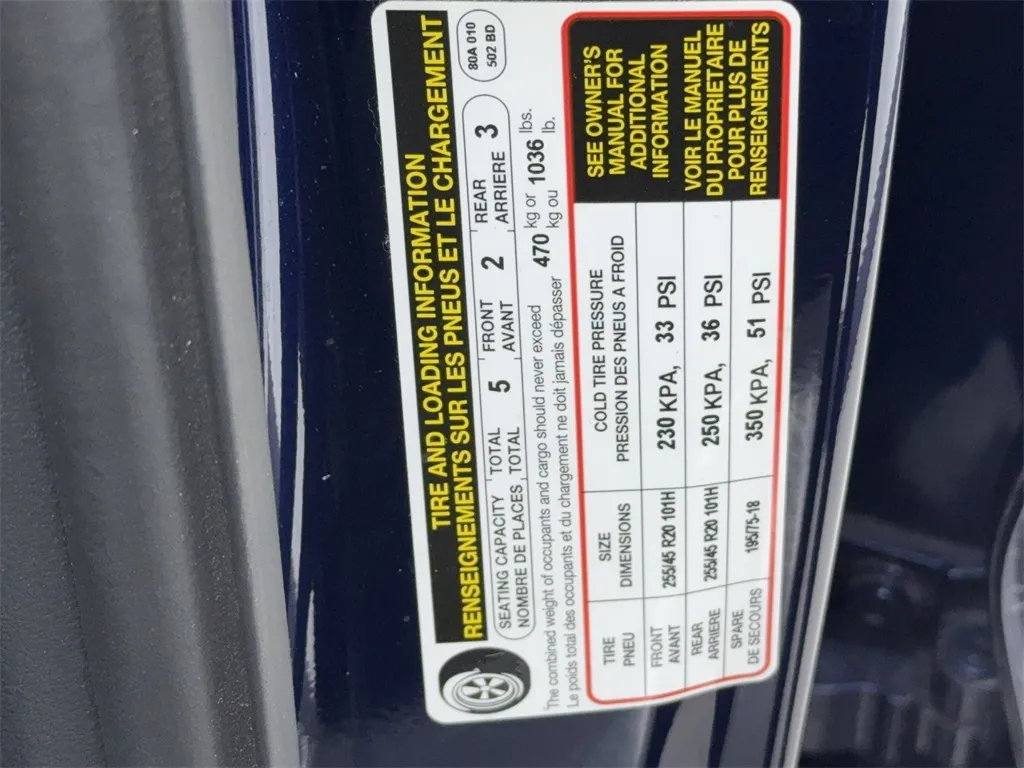 TIRE AND LOADING INFORMATION
RENSEIGNEMENTS SUR LES PNEUS ET LE CHARGEMENT
80A 010
502 BD
SEATING CAPACITY TOTAL 5 FRONT 2 REAR 3
NOMBRE DE PLACES TOTAL AVANT ARRIERE
The combined weight of occupants and cargo should never exceed 470 kg or 1036 lbs.
Le poids total des occupants et du chargement ne doit jamais dépasser kg ou lb.
TIRE SIZE COLD TIRE PRESSURE
PNEU DIMENSIONS PRESSION DES PNEUS A FROID
FRONT 255/45 R20 101H 230 KPA, 33 PSI
AVANT
REAR 255/45 R20 101H 250 KPA, 36 PSI
ARRIERE
SPARE 195/75-18 350 KPA, 51 PSI
DE SECOURS
SEE OWNER'S
MANUAL FOR
ADDITIONAL
INFORMATION
VOIR LE MANUEL
DU PROPRIETAIRE
POUR PLUS DE
RENSEIGNEMENTS